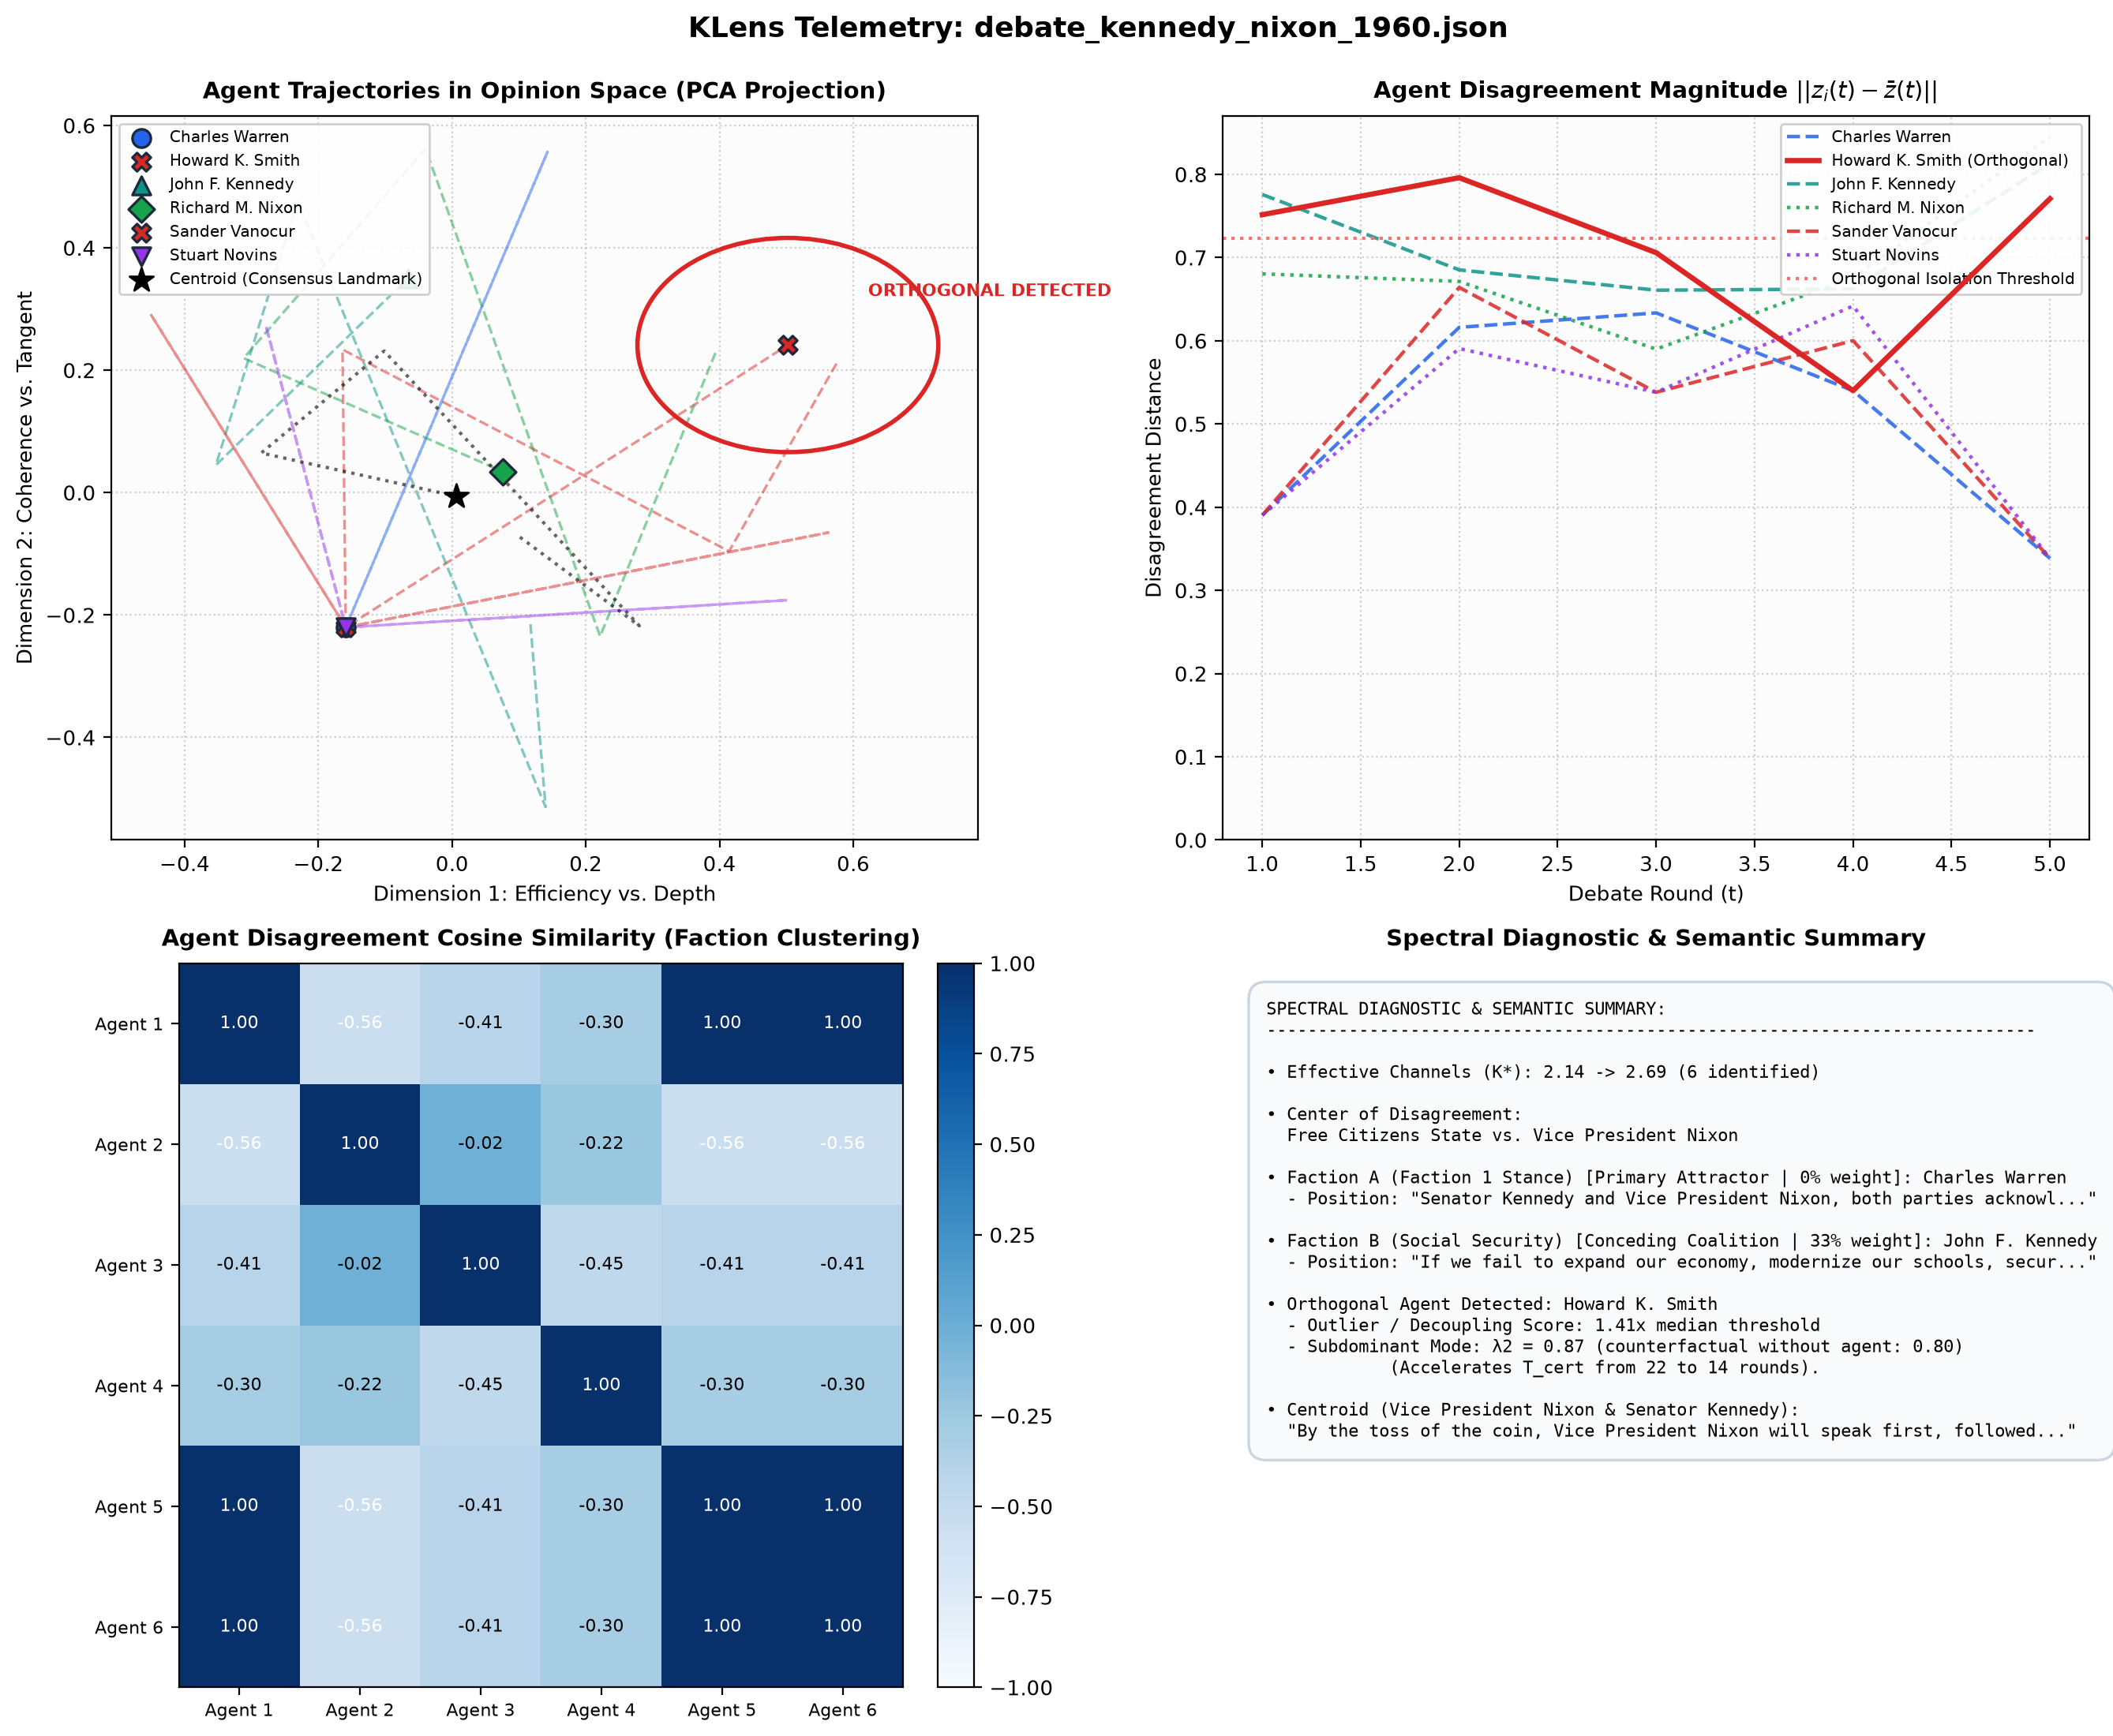 KLens Telemetry: debate_kennedy_nixon_1960.json
Agent Trajectories in Opinion Space (PCA Projection)
Charles Warren
Howard K. Smith
John F. Kennedy
Richard M. Nixon
Sander Vanocur
Stuart Novins
Centroid (Consensus Landmark)
ORTHOGONAL DETECTED
Dimension 2: Coherence vs. Tangent
0.6
0.4
0.2
0.0
−0.2
−0.4
−0.4 −0.2 0.0 0.2 0.4 0.6
Dimension 1: Efficiency vs. Depth
Agent Disagreement Magnitude ||z_i(t) − z̄(t)||
Charles Warren
Howard K. Smith (Orthogonal)
John F. Kennedy
Richard M. Nixon
Sander Vanocur
Stuart Novins
Orthogonal Isolation Threshold
Disagreement Distance
0.8
0.7
0.6
0.5
0.4
0.3
0.2
0.1
0.0
1.0 1.5 2.0 2.5 3.0 3.5 4.0 4.5 5.0
Debate Round (t)
Agent Disagreement Cosine Similarity (Faction Clustering)
Agent 1 1.00 -0.56 -0.41 -0.30 1.00 1.00
Agent 2 -0.56 1.00 -0.02 -0.22 -0.56 -0.56
Agent 3 -0.41 -0.02 1.00 -0.45 -0.41 -0.41
Agent 4 -0.30 -0.22 -0.45 1.00 -0.30 -0.30
Agent 5 1.00 -0.56 -0.41 -0.30 1.00 1.00
Agent 6 1.00 -0.56 -0.41 -0.30 1.00 1.00
Agent 1 Agent 2 Agent 3 Agent 4 Agent 5 Agent 6
1.00
0.75
0.50
0.25
0.00
−0.25
−0.50
−0.75
−1.00
Spectral Diagnostic & Semantic Summary
SPECTRAL DIAGNOSTIC & SEMANTIC SUMMARY:
---------------------------------------------------------------------------
• Effective Channels (K*): 2.14 -> 2.69 (6 identified)
• Center of Disagreement:
Free Citizens State vs. Vice President Nixon
• Faction A (Faction 1 Stance) [Primary Attractor | 0% weight]: Charles Warren
- Position: "Senator Kennedy and Vice President Nixon, both parties acknowl..."
• Faction B (Social Security) [Conceding Coalition | 33% weight]: John F. Kennedy
- Position: "If we fail to expand our economy, modernize our schools, secur..."
• Orthogonal Agent Detected: Howard K. Smith
- Outlier / Decoupling Score: 1.41x median threshold
- Subdominant Mode: λ2 = 0.87 (counterfactual without agent: 0.80)
(Accelerates T_cert from 22 to 14 rounds).
• Centroid (Vice President Nixon & Senator Kennedy):
"By the toss of the coin, Vice President Nixon will speak first, followed..."